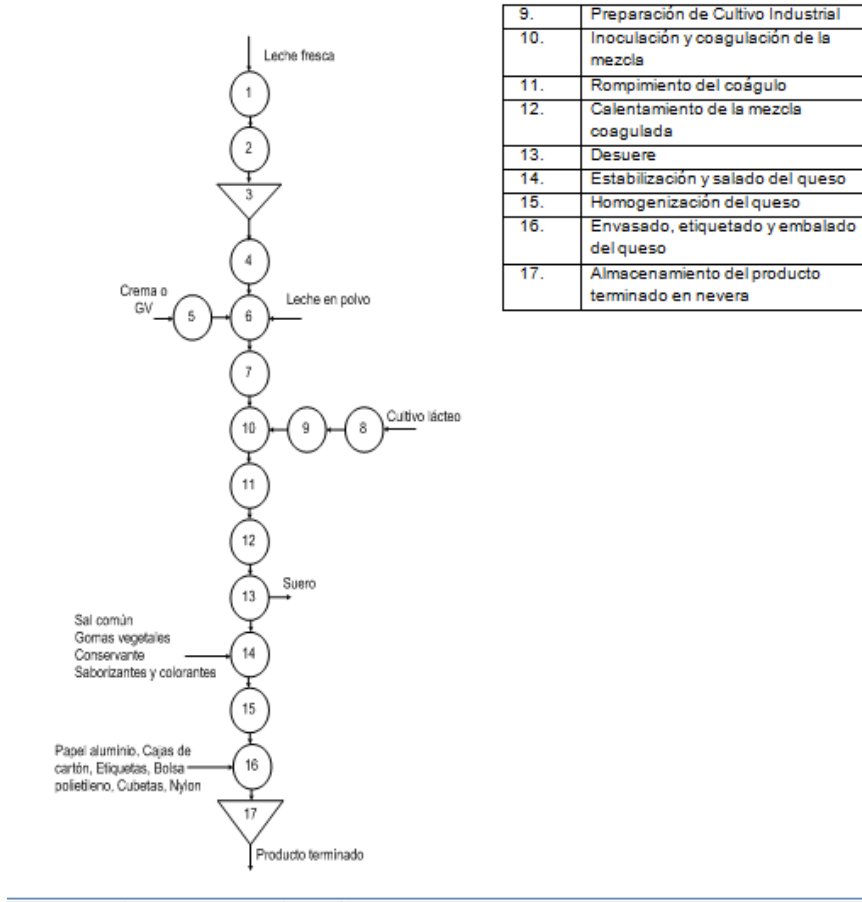 Leche fresca
1
2
3
4
Crema o
GV
5
6
Leche en polvo
7
10
9
8
Cultivo lácteo
11
12
13
Suero
Sal común
Gomas vegetales
Conservante
Saborizantes y colorantes
14
15
Papel aluminio, Cajas de
cartón, Etiquetas, Bolsa
polietileno, Cubetas, Nylon
16
17
Producto terminado
9. Preparación de Cultivo Industrial
10. Inoculación y coagulación de la
mezcla
11. Rompimiento del coágulo
12. Calentamiento de la mezcla
coagulada
13. Desuere
14. Estabilización y salado del queso
15. Homogenización del queso
16. Envasado, etiquetado y embalado
del queso
17. Almacenamiento del producto
terminado en nevera